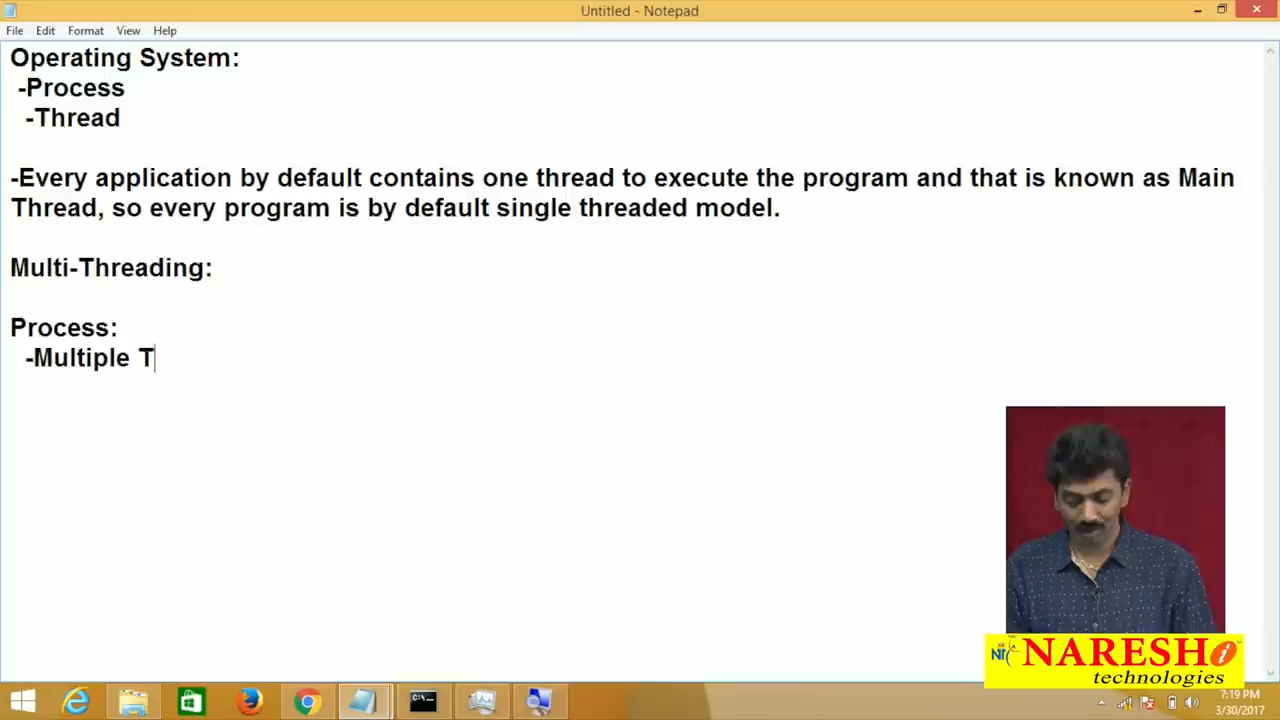 Untitled - Notepad
File Edit Format View Help
Operating System:
-Process
-Thread
-Every application by default contains one thread to execute the program and that is known as Main
Thread, so every program is by default single threaded model.
Multi-Threading:
Process:
-Multiple T
NARESH i
technologies
7:19 PM
3/30/2017